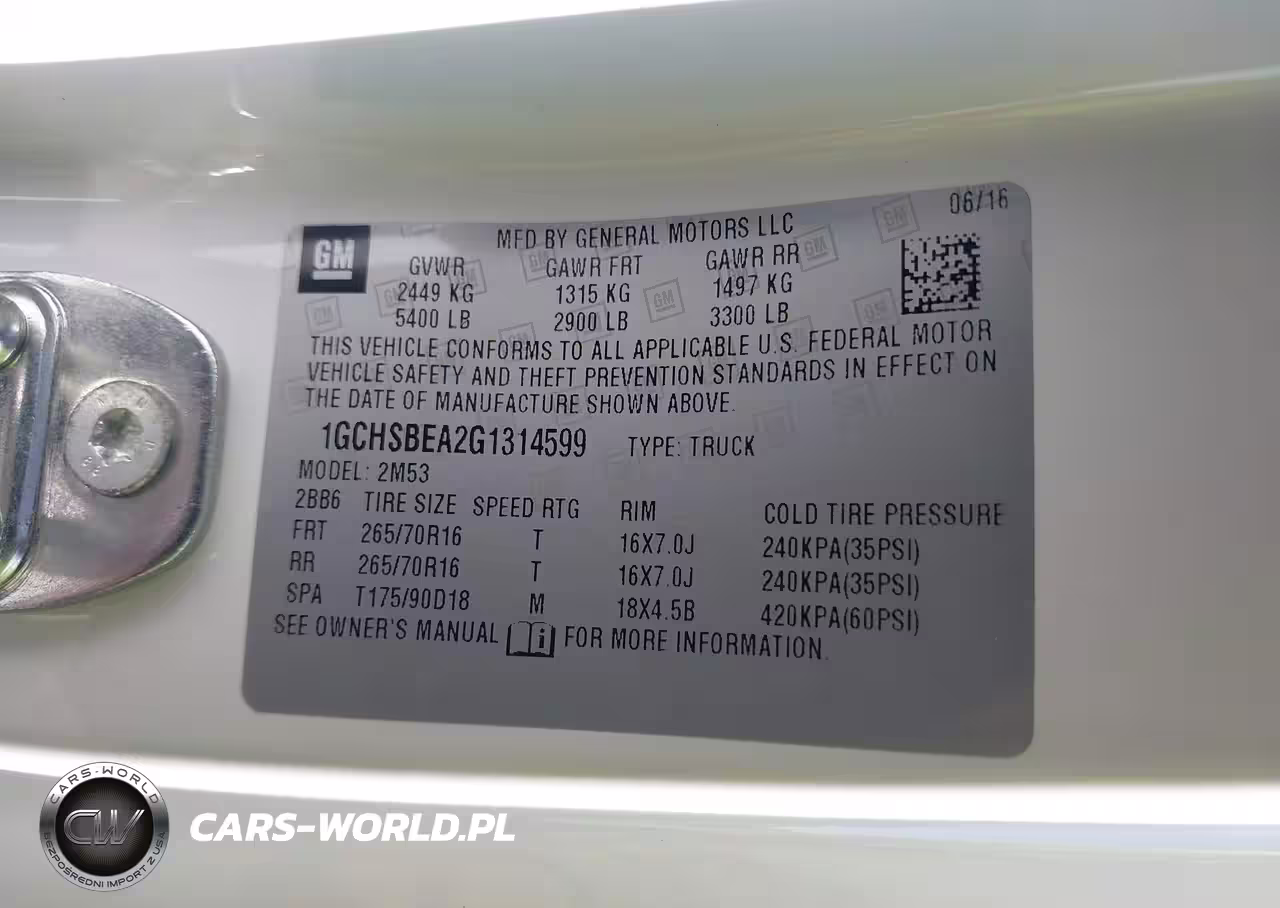 06/16
GM
MFD BY GENERAL MOTORS LLC
GVWR GAWR FRT GAWR RR
2449 KG 1315 KG 1497 KG
5400 LB 2900 LB 3300 LB
THIS VEHICLE CONFORMS TO ALL APPLICABLE U.S. FEDERAL MOTOR
VEHICLE SAFETY AND THEFT PREVENTION STANDARDS IN EFFECT ON
THE DATE OF MANUFACTURE SHOWN ABOVE.
1GCHSBEA2G1314599 TYPE: TRUCK
MODEL: 2M53
2BB6 TIRE SIZE SPEED RTG RIM COLD TIRE PRESSURE
FRT 265/70R16 T 16X7.0J 240KPA(35PSI)
RR 265/70R16 T 16X7.0J 240KPA(35PSI)
SPA T175/90D18 M 18X4.5B 420KPA(60PSI)
SEE OWNER'S MANUAL FOR MORE INFORMATION.
CARS-WORLD
CW
BEZPOŚREDNI IMPORT Z USA
CARS-WORLD.PL